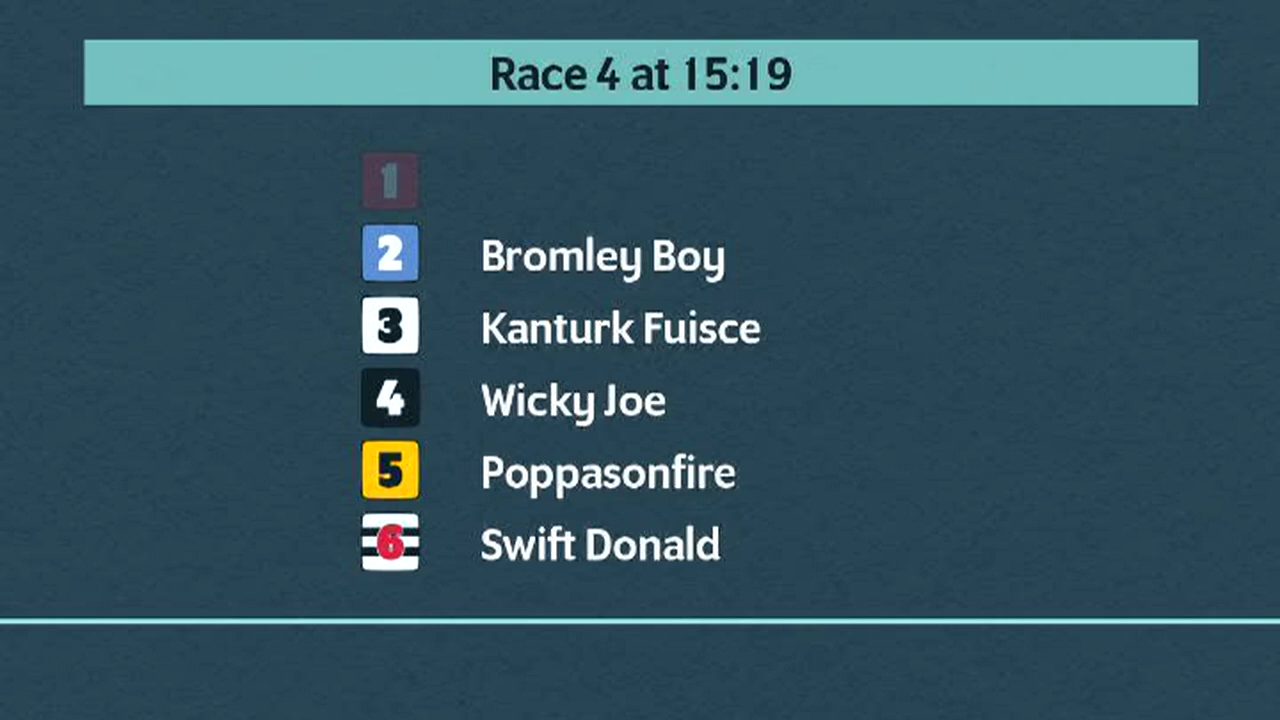 Race 4 at 15:19
1
2 Bromley Boy
3 Kanturk Fuisce
4 Wicky Joe
5 Poppasonfire
6 Swift Donald